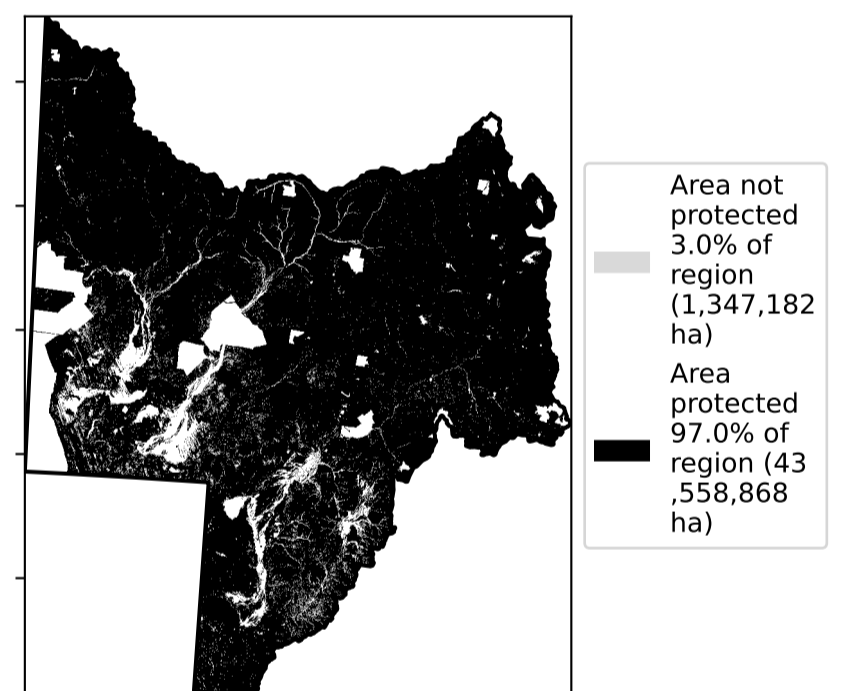 Area not
protected
3.0% of
region
(1,347,182
ha)
Area
protected
97.0% of
region (43
,558,868
ha)